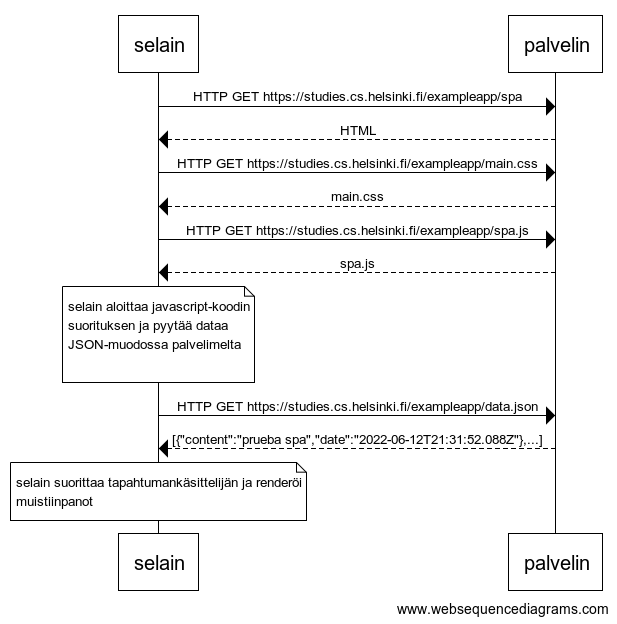 selain
palvelin
HTTP GET https://studies.cs.helsinki.fi/exampleapp/spa
HTML
HTTP GET https://studies.cs.helsinki.fi/exampleapp/main.css
main.css
HTTP GET https://studies.cs.helsinki.fi/exampleapp/spa.js
spa.js
selain aloittaa javascript-koodin
suorituksen ja pyytää dataa
JSON-muodossa palvelimelta
HTTP GET https://studies.cs.helsinki.fi/exampleapp/data.json
[{"content":"prueba spa","date":"2022-06-12T21:31:52.088Z"},...]
selain suorittaa tapahtumankäsittelijän ja renderöi
muistiinpanot
selain
palvelin
www.websequencediagrams.com